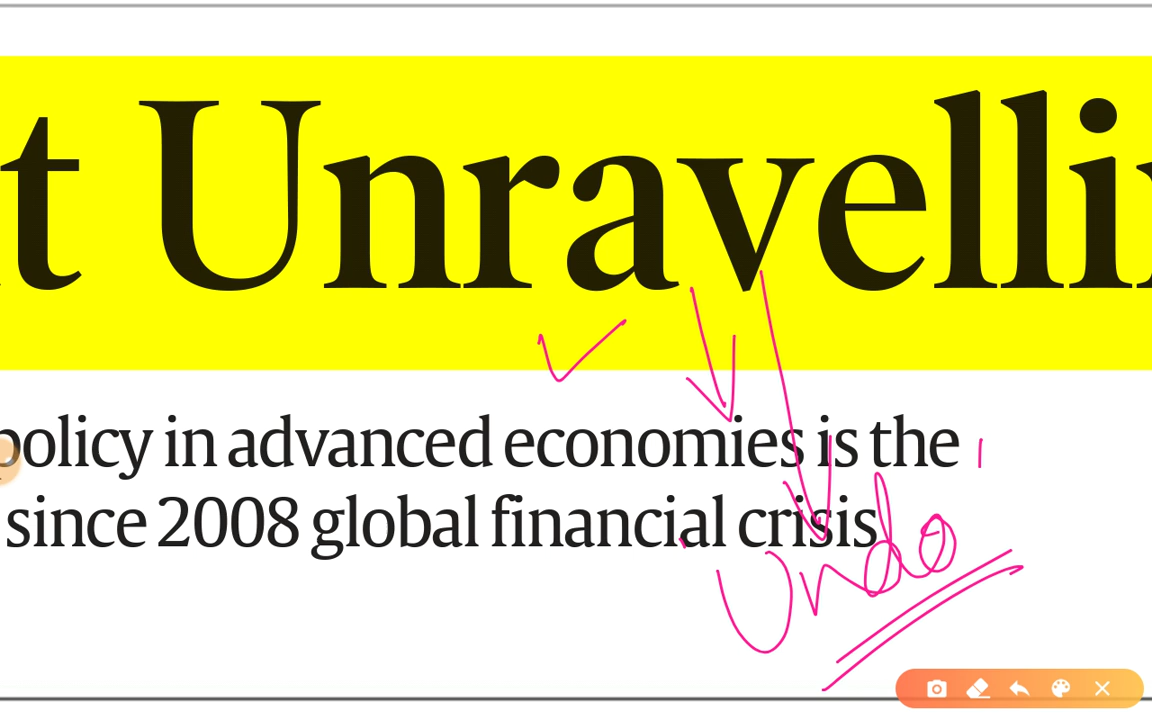 t Unravelli
policy in advanced economies is the
since 2008 global financial crisis
Undo